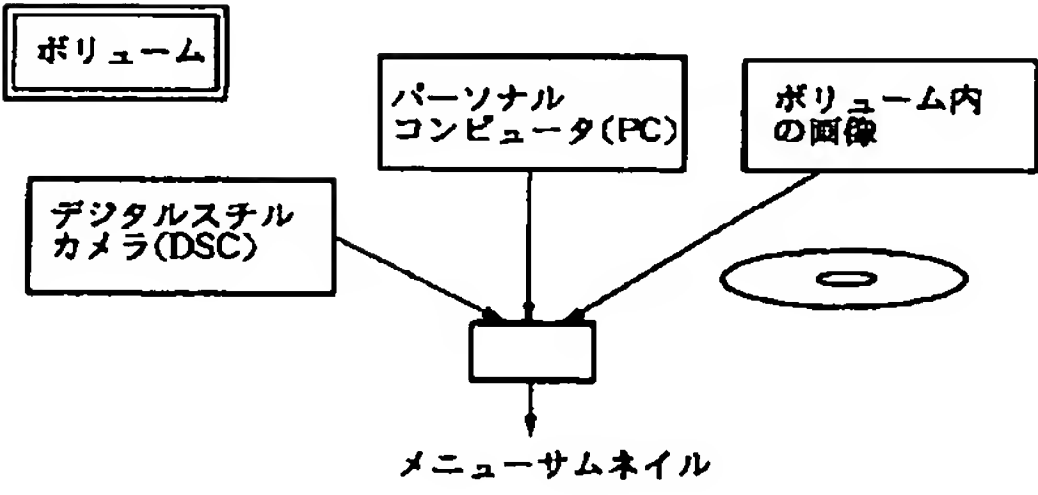 ボリューム
パーソナル
コンピュータ(PC)
ボリューム内
の画像
デジタルスチル
カメラ(DSC)
メニューサムネイル